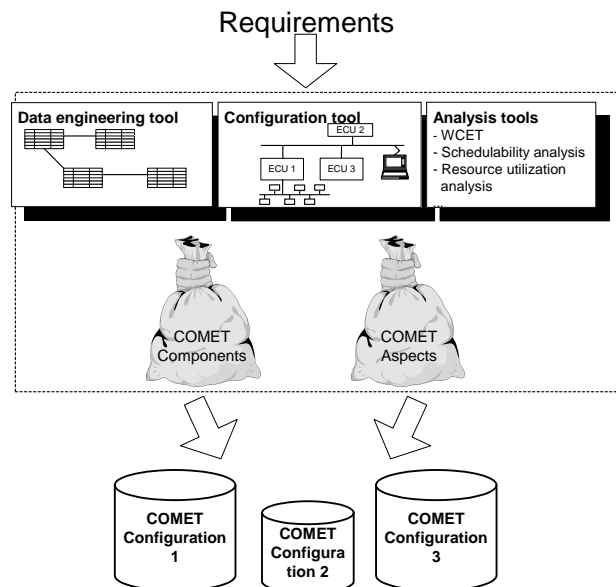 Requirements
Data engineering tool
Configuration tool
ECU 2
ECU 1
ECU 3
Analysis tools
- WCET
- Schedulability analysis
- Resource utilization
analysis
...
COMET
Components
COMET
Aspects
COMET
Configuration
1
COMET
Configura
tion 2
COMET
Configuration
3